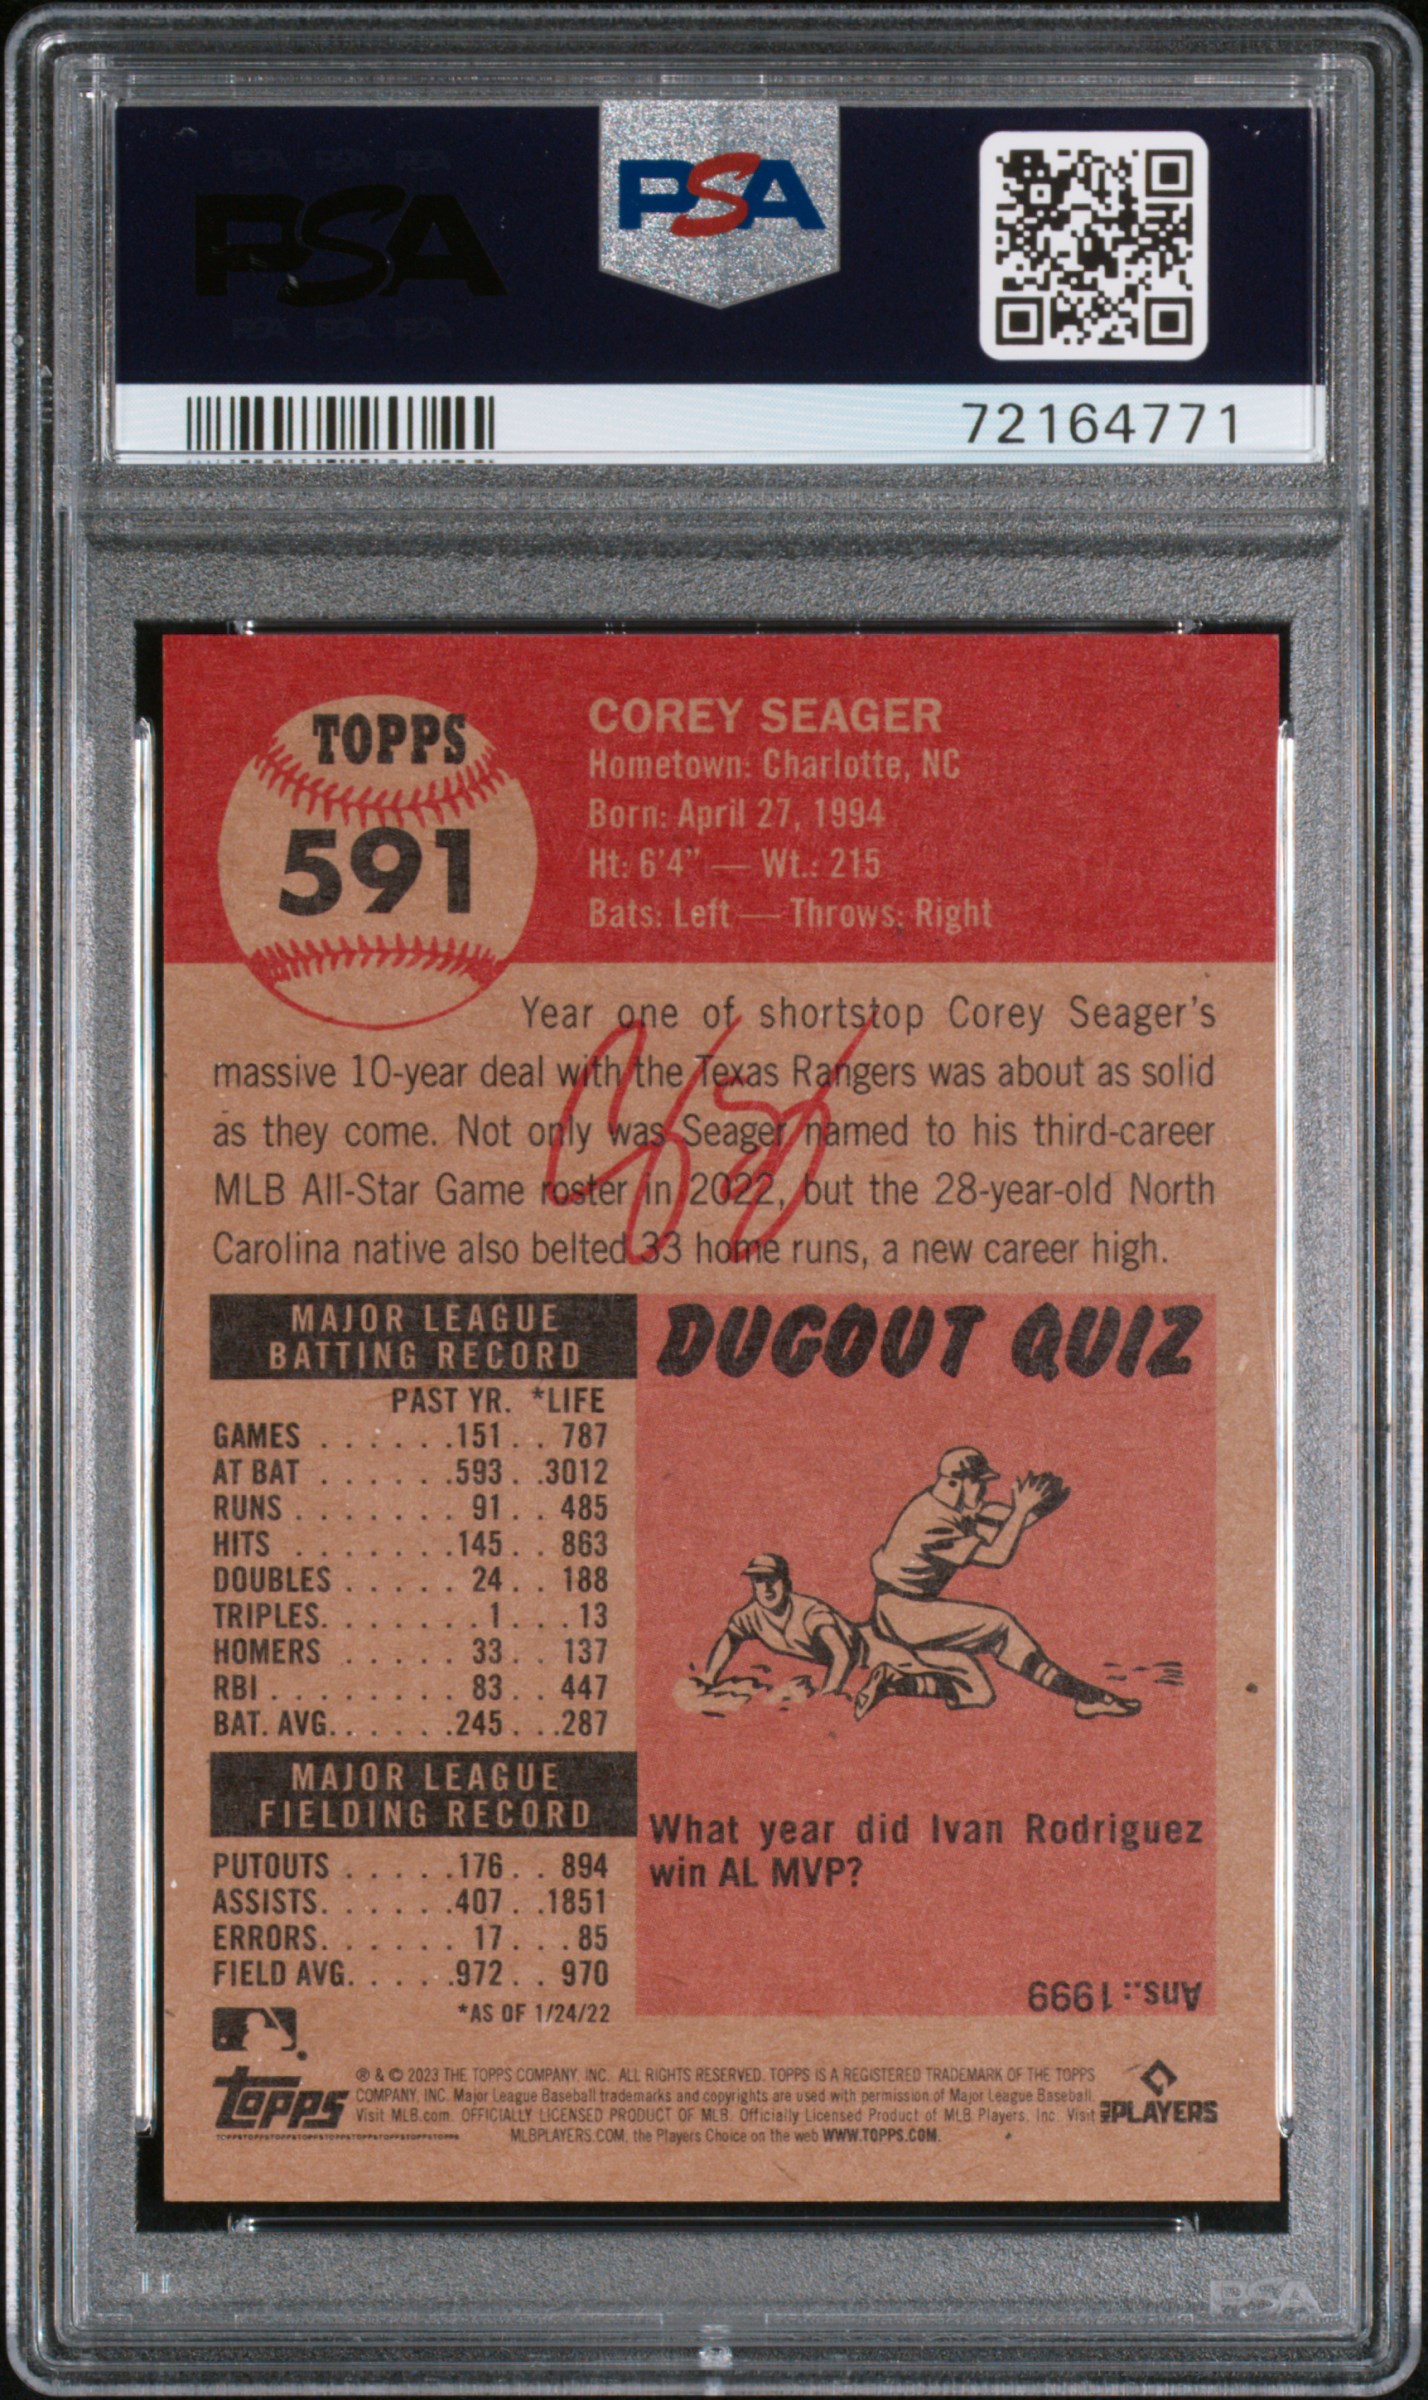 PSA PSA PSA
PSA
PSA PSA PSA
PSA
72164771
TOPPS
591
COREY SEAGER
Hometown: Charlotte, NC
Born: April 27, 1994
Ht: 6'4" — Wt.: 215
Bats: Left — Throws: Right
Year one of shortstop Corey Seager's
massive 10-year deal with the Texas Rangers was about as solid
as they come. Not only was Seager named to his third-career
MLB All-Star Game roster in 2022, but the 28-year-old North
Carolina native also belted 33 home runs, a new career high.
MAJOR LEAGUE
BATTING RECORD
PAST YR. *LIFE
GAMES . . . . . .151 . . 787
AT BAT . . . . . .593 . .3012
RUNS . . . . . . . . 91 . . 485
HITS . . . . . . .145 . . 863
DOUBLES . . . . . 24 . . 188
TRIPLES. . . . . . . .1 . . . .13
HOMERS . . . . . 33 . . 137
RBI . . . . . . . . . 83 . . 447
BAT. AVG. . . . . .245 . . .287
MAJOR LEAGUE
FIELDING RECORD
PUTOUTS . . . . .176 . . 894
ASSISTS. . . . . .407 . .1851
ERRORS. . . . . . 17 . . . 85
FIELD AVG. . . . .972 . . 970
*AS OF 1/24/22
DUGOUT QUIZ
What year did Ivan Rodriguez
win AL MVP?
Ans.: 1999
topps
® & © 2023 THE TOPPS COMPANY, INC. ALL RIGHTS RESERVED. TOPPS IS A REGISTERED TRADEMARK OF THE TOPPS
COMPANY, INC. Major League Baseball trademarks and copyrights are used with permission of Major League Baseball.
Visit MLB.com. OFFICIALLY LICENSED PRODUCT OF MLB. Officially Licensed Product of MLB Players, Inc. Visit
MLBPLAYERS.COM, the Players Choice on the web WWW.TOPPS.COM.
MLB PLAYERS
PSA